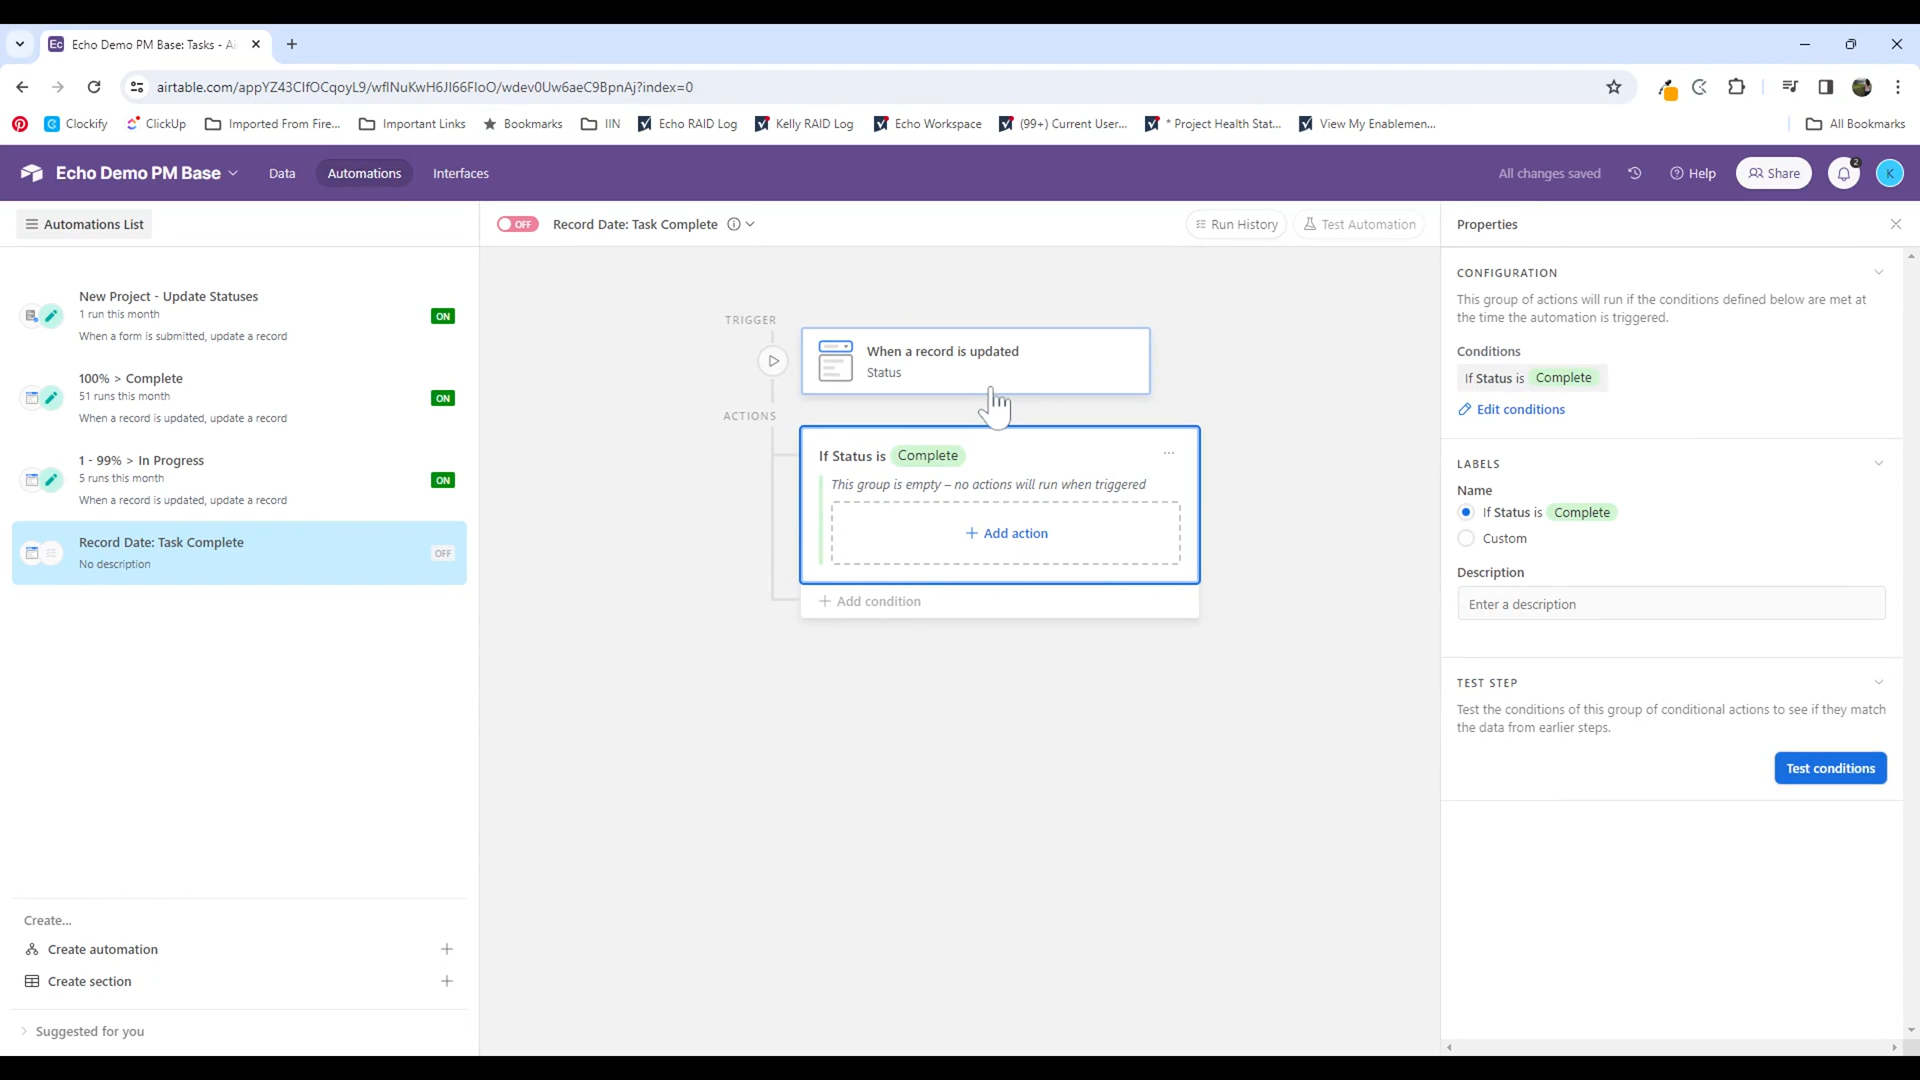 Ec Echo Demo PM Base: Tasks - Ai
airtable.com/appYZ43ClfOCqoyL9/wflNuKwH6JI66FIoO/wdev0Uw6aeC9BpnAj?index=0
Clockify ClickUp Imported From Fire... Important Links Bookmarks IIN Echo RAID Log Kelly RAID Log Echo Workspace (99+) Current User... * Project Health Stat... View My Enablemen... All Bookmarks
Echo Demo PM Base Data Automations Interfaces All changes saved Help Share 2 K
Automations List
OFF Record Date: Task Complete Run History Test Automation
Properties
New Project - Update Statuses
1 run this month
When a form is submitted, update a record
ON
100% > Complete
51 runs this month
When a record is updated, update a record
ON
1 - 99% > In Progress
5 runs this month
When a record is updated, update a record
ON
Record Date: Task Complete
No description
OFF
Create...
Create automation
Create section
Suggested for you
TRIGGER
When a record is updated
Status
ACTIONS
If Status is Complete
This group is empty – no actions will run when triggered
+ Add action
+ Add condition
CONFIGURATION
This group of actions will run if the conditions defined below are met at
the time the automation is triggered.
Conditions
If Status is Complete
Edit conditions
LABELS
Name
If Status is Complete
Custom
Description
Enter a description
TEST STEP
Test the conditions of this group of conditional actions to see if they match
the data from earlier steps.
Test conditions